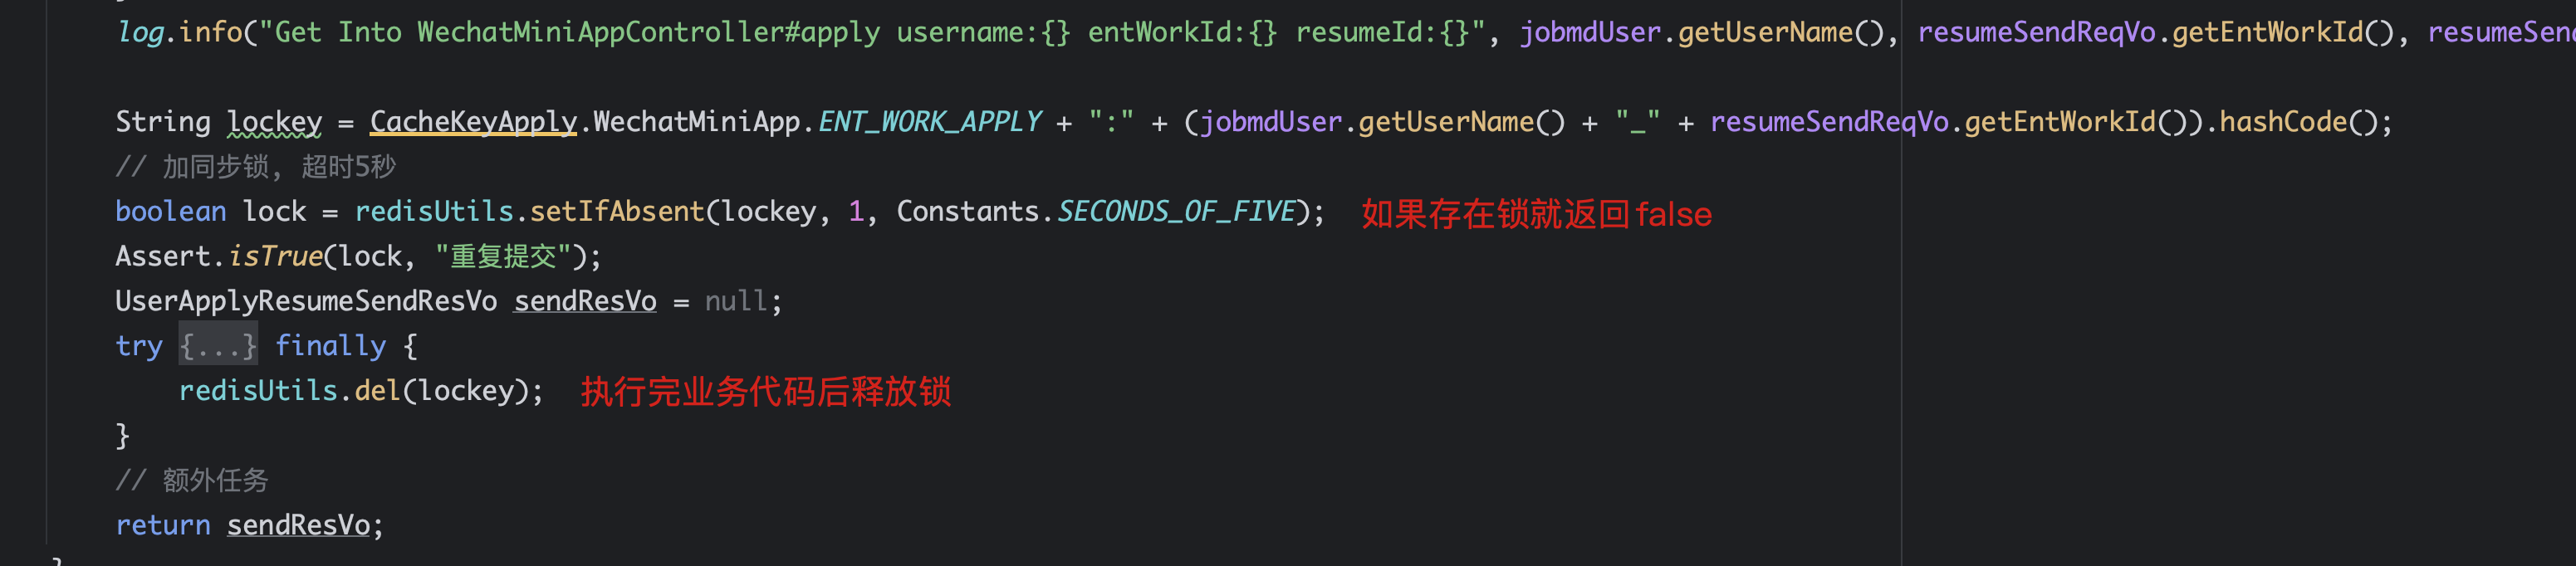 log.info("Get Into WechatMiniAppController#apply username:{} entWorkId:{} resumeId:{}", jobmdUser.getUserName(), resumeSendReqVo.getEntWorkId(), resumeSend
String lockey = CacheKeyApply.WechatMiniApp.ENT_WORK_APPLY + ":" + (jobmdUser.getUserName() + "_" + resumeSendReqVo.getEntWorkId()).hashCode();
// 加同步锁, 超时5秒
boolean lock = redisUtils.setIfAbsent(lockey, 1, Constants.SECONDS_OF_FIVE); 如果存在锁就返回false
Assert.isTrue(lock, "重复提交");
UserApplyResumeSendResVo sendResVo = null;
try {...} finally {
redisUtils.del(lockey); 执行完业务代码后释放锁
}
// 额外任务
return sendResVo;